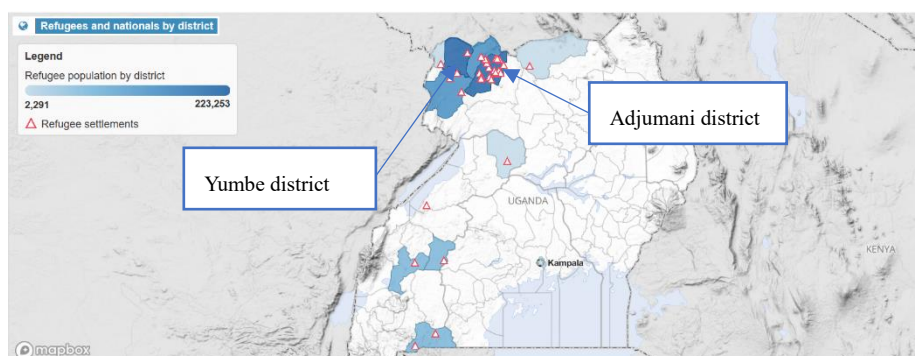 Refugees and nationals by district
Legend
Refugee population by district
2,291 223,253
Refugee settlements
Adjumani district
Yumbe district
UGANDA
Kampala
KENYA
mapbox